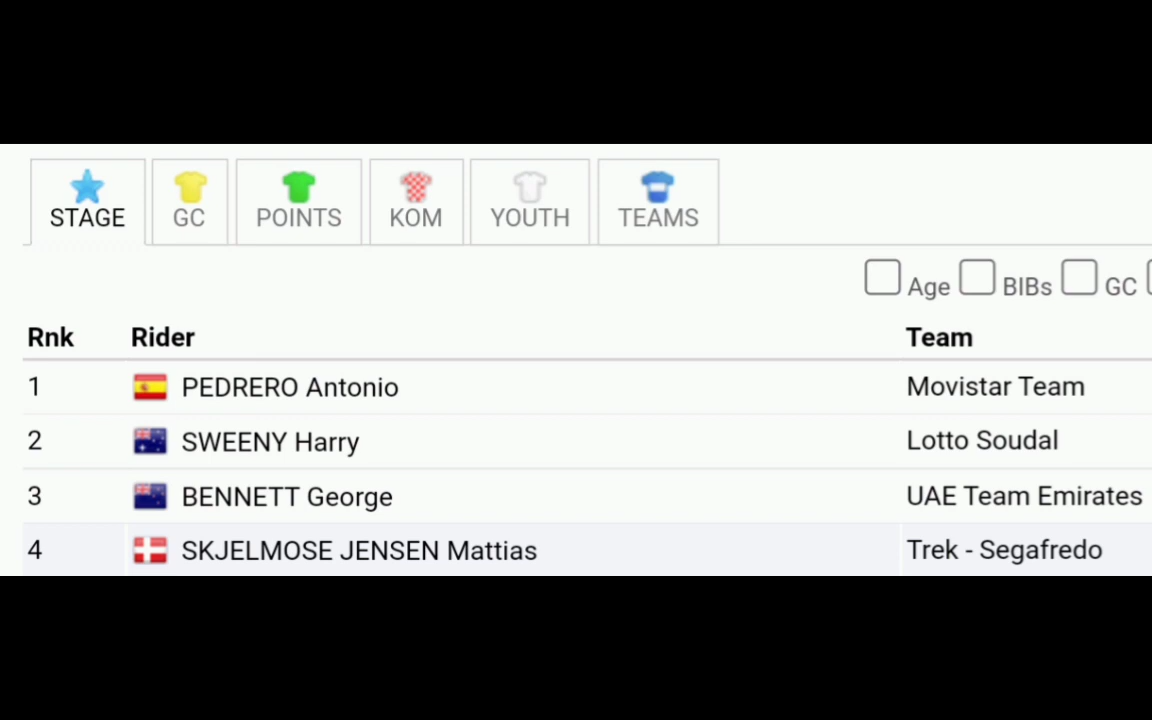 STAGE GC POINTS KOM YOUTH TEAMS
Age BIBs GC
Rnk Rider Team
1 PEDRERO Antonio Movistar Team
2 SWEENY Harry Lotto Soudal
3 BENNETT George UAE Team Emirates
4 SKJELMOSE JENSEN Mattias Trek - Segafredo